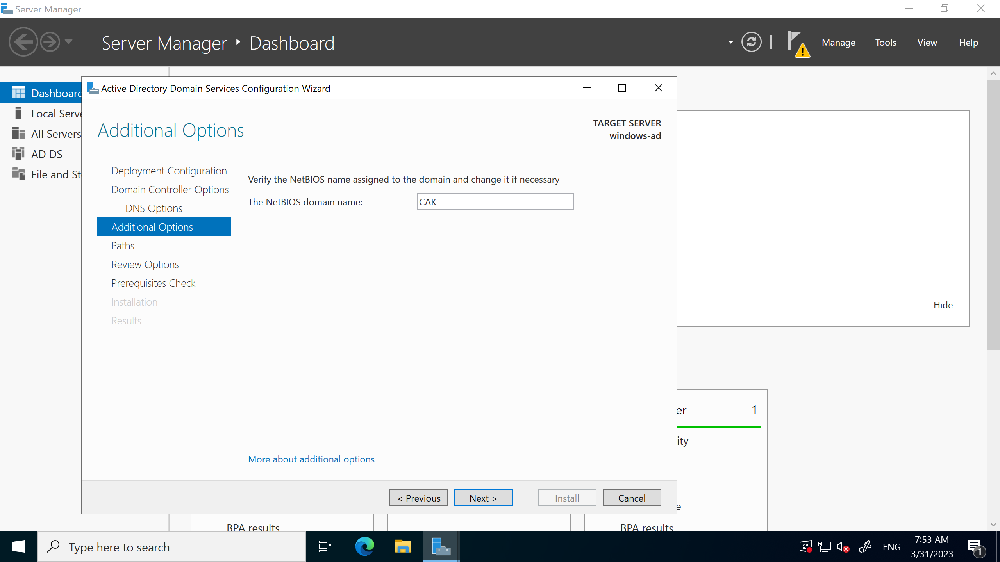 Server Manager
Server Manager ‣ Dashboard
Manage
Tools
View
Help
Dashboard
Local Serve
All Servers
AD DS
File and St
Active Directory Domain Services Configuration Wizard
Additional Options
TARGET SERVER
windows-ad
Deployment Configuration
Domain Controller Options
DNS Options
Additional Options
Paths
Review Options
Prerequisites Check
Installation
Results
Verify the NetBIOS name assigned to the domain and change it if necessary
The NetBIOS domain name:
CAK
More about additional options
< Previous
Next >
Install
Cancel
Hide
er
1
ity
e
BPA results
BPA results
Type here to search
ENG
7:53 AM
3/31/2023
1